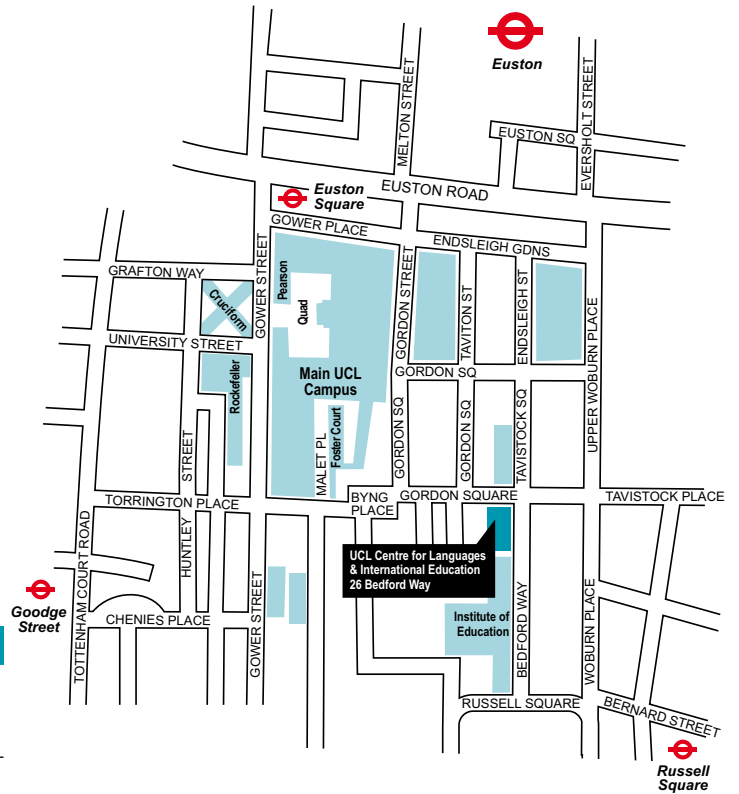 Euston
MELTON STREET
EVERSHOLT STREET
EUSTON SQ
EUSTON ROAD
Euston
Square
GOWER PLACE
ENDSLEIGH GDNS
GRAFTON WAY
Cruciform
GOWER STREET
Pearson
Quad
GORDON STREET
TAVITON ST
ENDSLEIGH ST
UPPER WOBURN PLACE
UNIVERSITY STREET
Rockefeller
Main UCL
Campus
GORDON SQ
MALET PL
Foster Court
GORDON SQ
GORDON SQ
TAVISTOCK SQ
HUNTLEY STREET
TORRINGTON PLACE
BYNG
PLACE
GORDON SQUARE
TAVISTOCK PLACE
TOTTENHAM COURT ROAD
UCL Centre for Languages
& International Education
26 Bedford Way
Goodge
Street
CHENIES PLACE
GOWER STREET
Institute of
Education
BEDFORD WAY
WOBURN PLACE
RUSSELL SQUARE
BERNARD STREET
Russell
Square